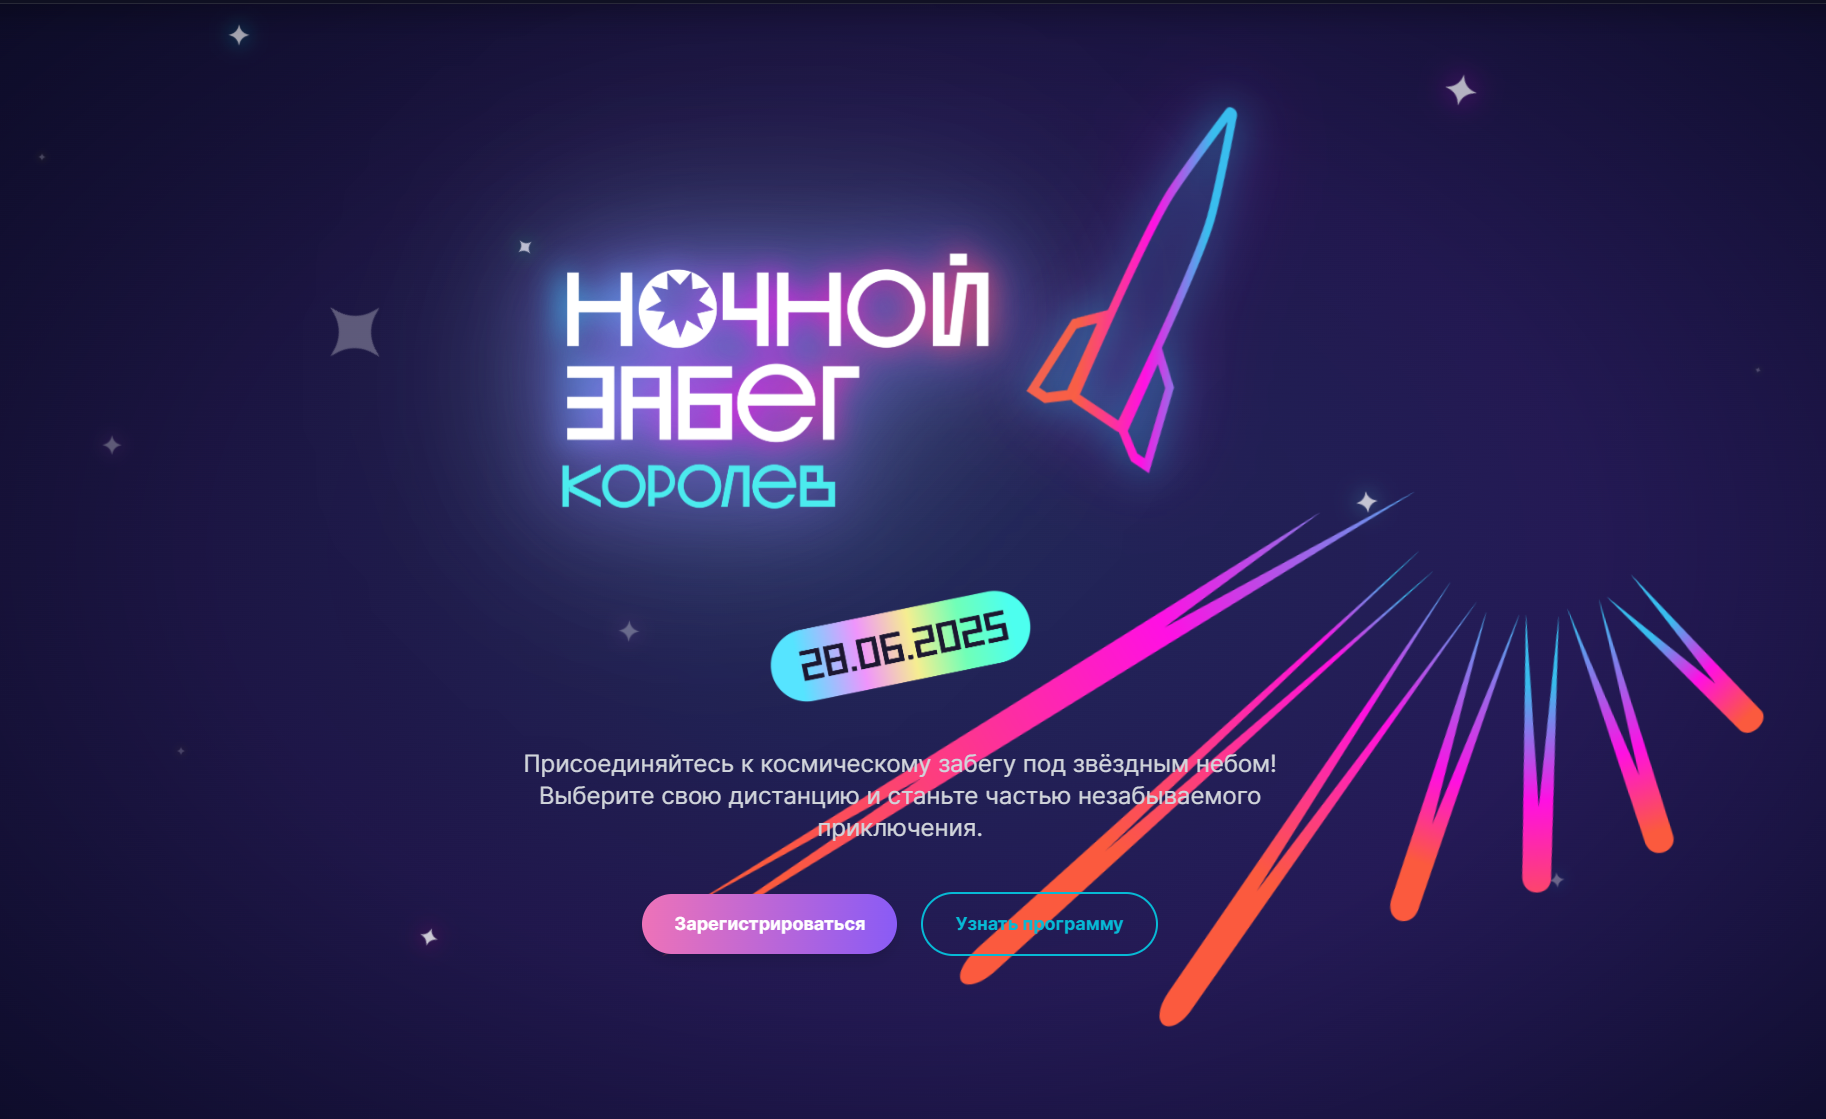 НОЧНОЙ
ЗАБЕГ
КОРОЛЕВ
28.06.2025
Присоединяйтесь к космическому забегу под звёздным небом!
Выберите свою дистанцию и станьте частью незабываемого
приключения.
Зарегистрироваться
Узнать программу